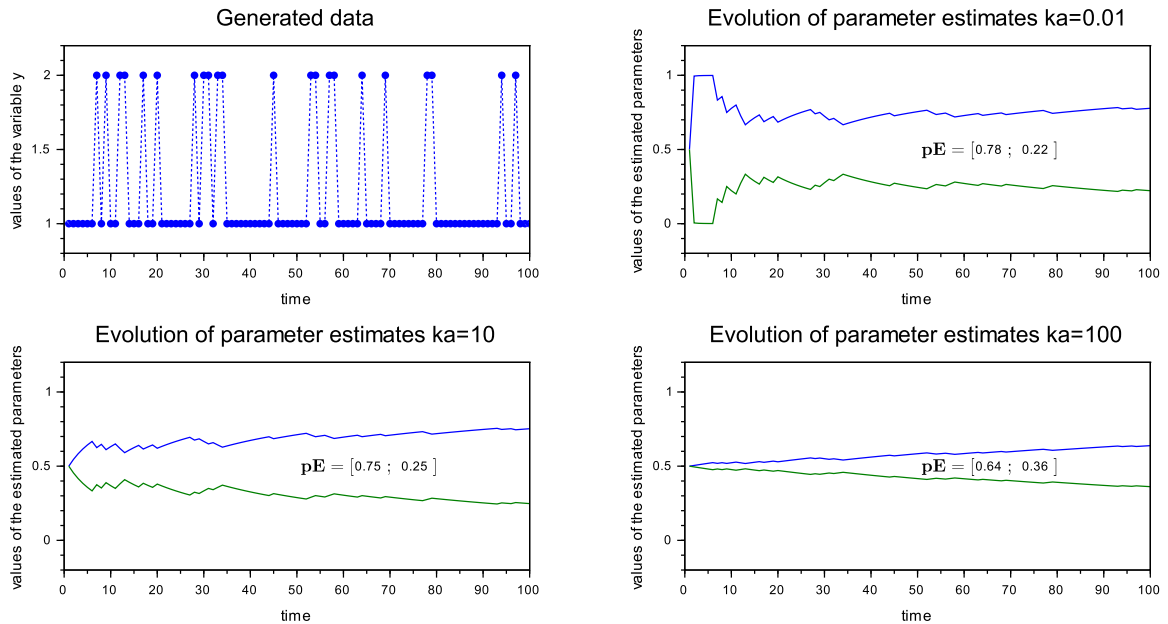 Generated data
values of the variable y
2
1.5
1
0 10 20 30 40 50 60 70 80 90 100
time
Evolution of parameter estimates ka=0.01
values of the estimated parameters
1
0.5
0
pE = [0.78 ; 0.22 ]
0 10 20 30 40 50 60 70 80 90 100
time
Evolution of parameter estimates ka=10
values of the estimated parameters
1
0.5
0
pE = [0.75 ; 0.25 ]
0 10 20 30 40 50 60 70 80 90 100
time
Evolution of parameter estimates ka=100
values of the estimated parameters
1
0.5
0
pE = [0.64 ; 0.36 ]
0 10 20 30 40 50 60 70 80 90 100
time